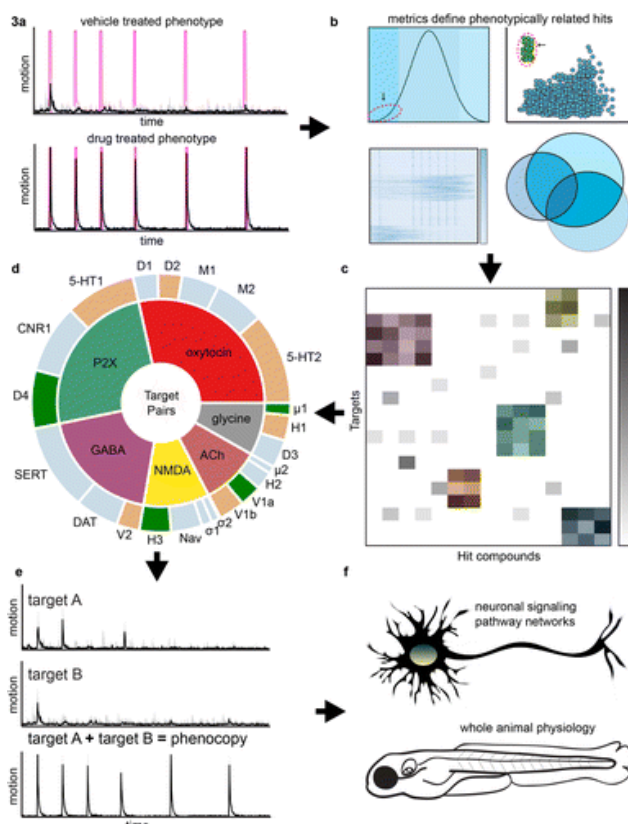 3a
vehicle treated phenotype
motion
time
drug treated phenotype
motion
time
b
metrics define phenotypically related hits
c
Targets
Hit compounds
d
5-HT1
D1
D2
M1
M2
5-HT2
μ1
H1
D3
μ2
H2
V1a
V1b
σ2
σ1
Nav
H3
V2
DAT
SERT
D4
CNR1
P2X
oxytocin
glycine
ACh
NMDA
GABA
Target
Pairs
e
target A
motion
target B
motion
target A + target B = phenocopy
motion
time
f
neuronal signaling
pathway networks
whole animal physiology